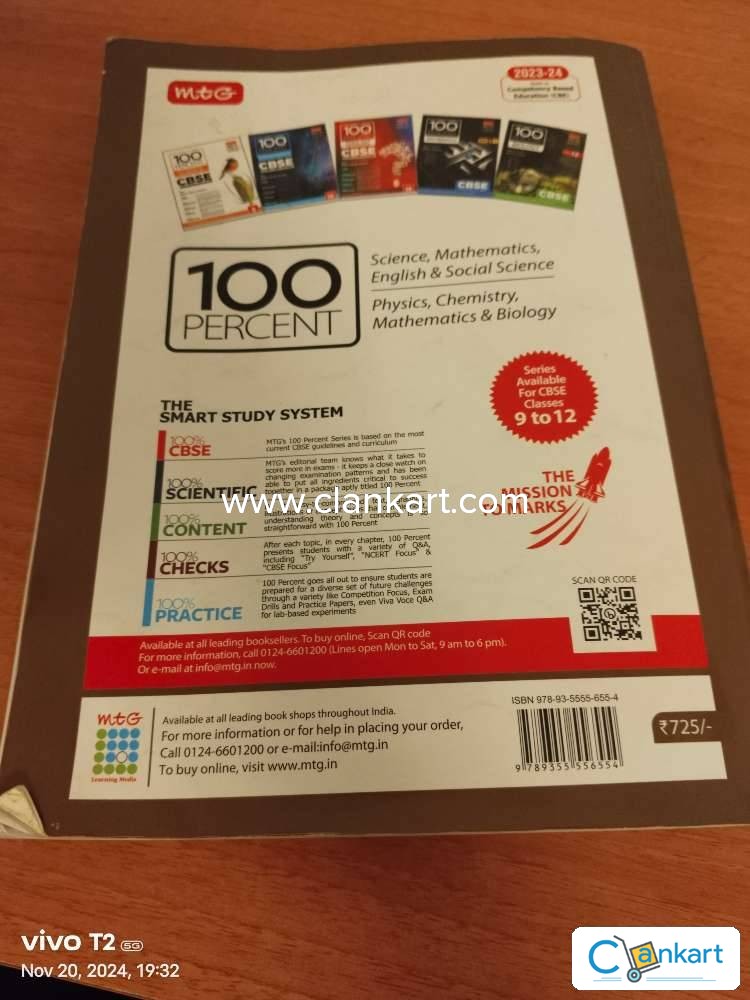 mtG
2023-24
Competency Based
Education (CBE)
100
CBSE
100
CBSE
100
CBSE
100
CBSE
100
CBSE
100
PERCENT
Science, Mathematics,
English & Social Science
Physics, Chemistry,
Mathematics & Biology
Series
Available
For CBSE
Classes
9 to 12
THE
SMART STUDY SYSTEM
100%
CBSE
MTG's 100 Percent Series is based on the most
current CBSE guidelines and curriculum
100%
SCIENTIFIC
MTG's editorial team knows what it takes to
score more in exams - it keeps a close watch on
changing examination patterns and has been
able to put all ingredients critical to success
together in a package aptly titled 100 Percent
www.clankart.com
THE
MISSION
TO MARKS
100%
CONTENT
understanding theory and concepts
straightforward with 100 Percent
100%
CHECKS
After each topic, in every chapter, 100 Percent
presents students with a variety of Q&A,
including "Try Yourself", "NCERT Focus" &
"CBSE Focus"
100%
PRACTICE
100 Percent goes all out to ensure students are
prepared for a diverse set of future challenges
through a variety like Competition Focus, Exam
Drills and Practice Papers, even Viva Voce Q&A
for lab-based experiments
SCAN QR CODE
Available at all leading booksellers. To buy online, Scan QR code
For more information, call 0124-6601200 (Lines open Mon to Sat, 9 am to 6 pm).
Or e-mail at info@mtg.in now.
mtG
Learning Media
Available at all leading book shops throughout India.
For more information or for help in placing your order,
Call 0124-6601200 or e-mail:info@mtg.in
To buy online, visit www.mtg.in
ISBN 978-93-5555-655-4
9 789355 556554
₹725/-
vivo T2 5G
Nov 20, 2024, 19:32
Clankart